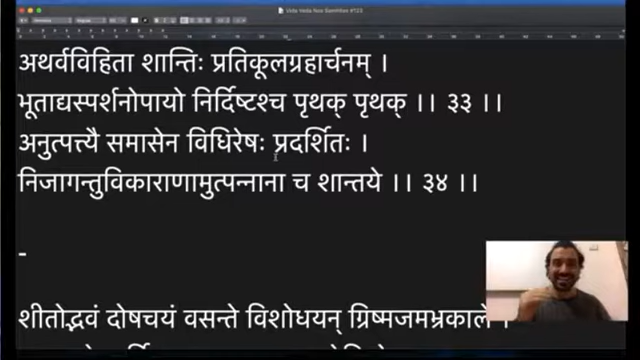 अथर्वविहिता शान्तिः प्रतिकूलग्रहार्चनम् ।
भूताद्यस्पर्शनोपायो निर्दिष्टश्च पृथक् पृथक् ।। ३३ ।।
अनुत्पत्त्यै समासेन विधिरेषः प्रदर्शितः ।
निजागन्तुविकाराणामुत्पन्नाना च शान्तये ।। ३४ ।।
-
शीतोद्भवं दोषचयं वसन्ते विशोधयन् ग्रिष्मजमभ्रकाले ।